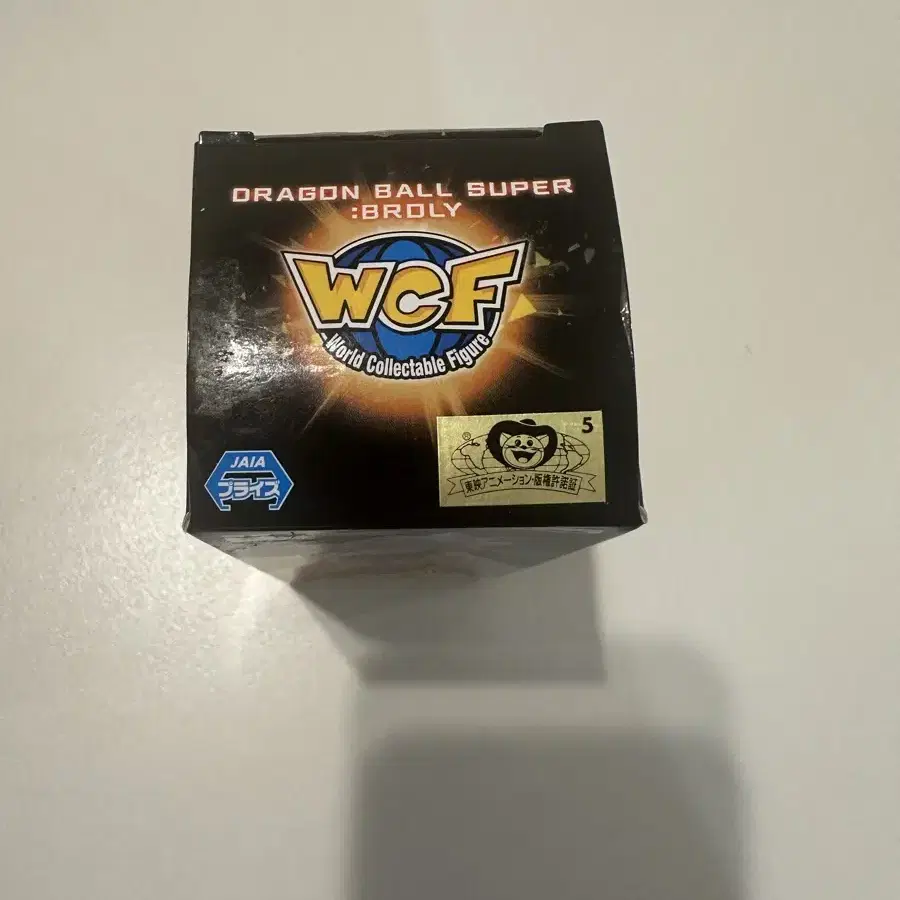 DRAGON BALL SUPER
:BROLY
WCF
World Collectable Figure
JAIA
プライズ
® 5
東映アニメーション・版権許諾証